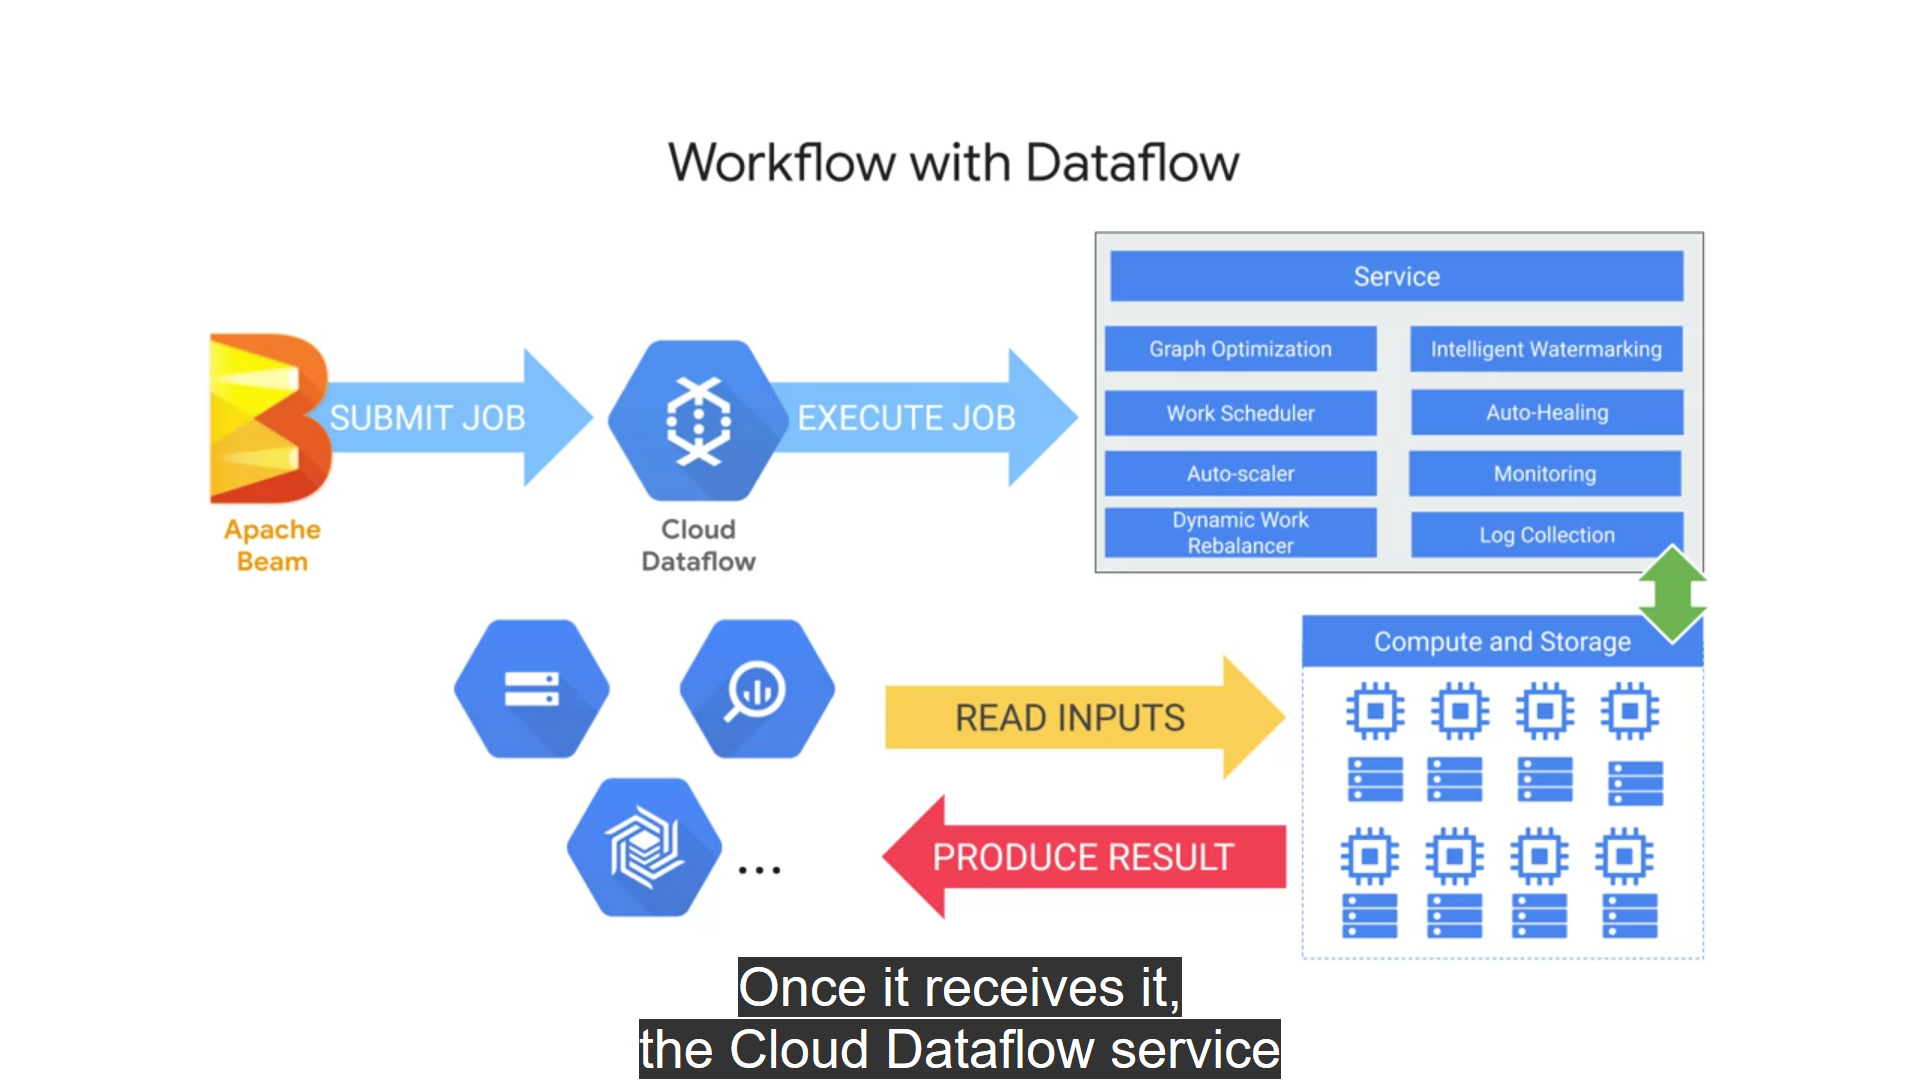 Workflow with Dataflow
Service
Graph Optimization
Intelligent Watermarking
Work Scheduler
Auto-Healing
Auto-scaler
Monitoring
Dynamic Work
Rebalancer
Log Collection
SUBMIT JOB
EXECUTE JOB
Apache
Beam
Cloud
Dataflow
Compute and Storage
READ INPUTS
PRODUCE RESULT
...
Once it receives it,
the Cloud Dataflow service